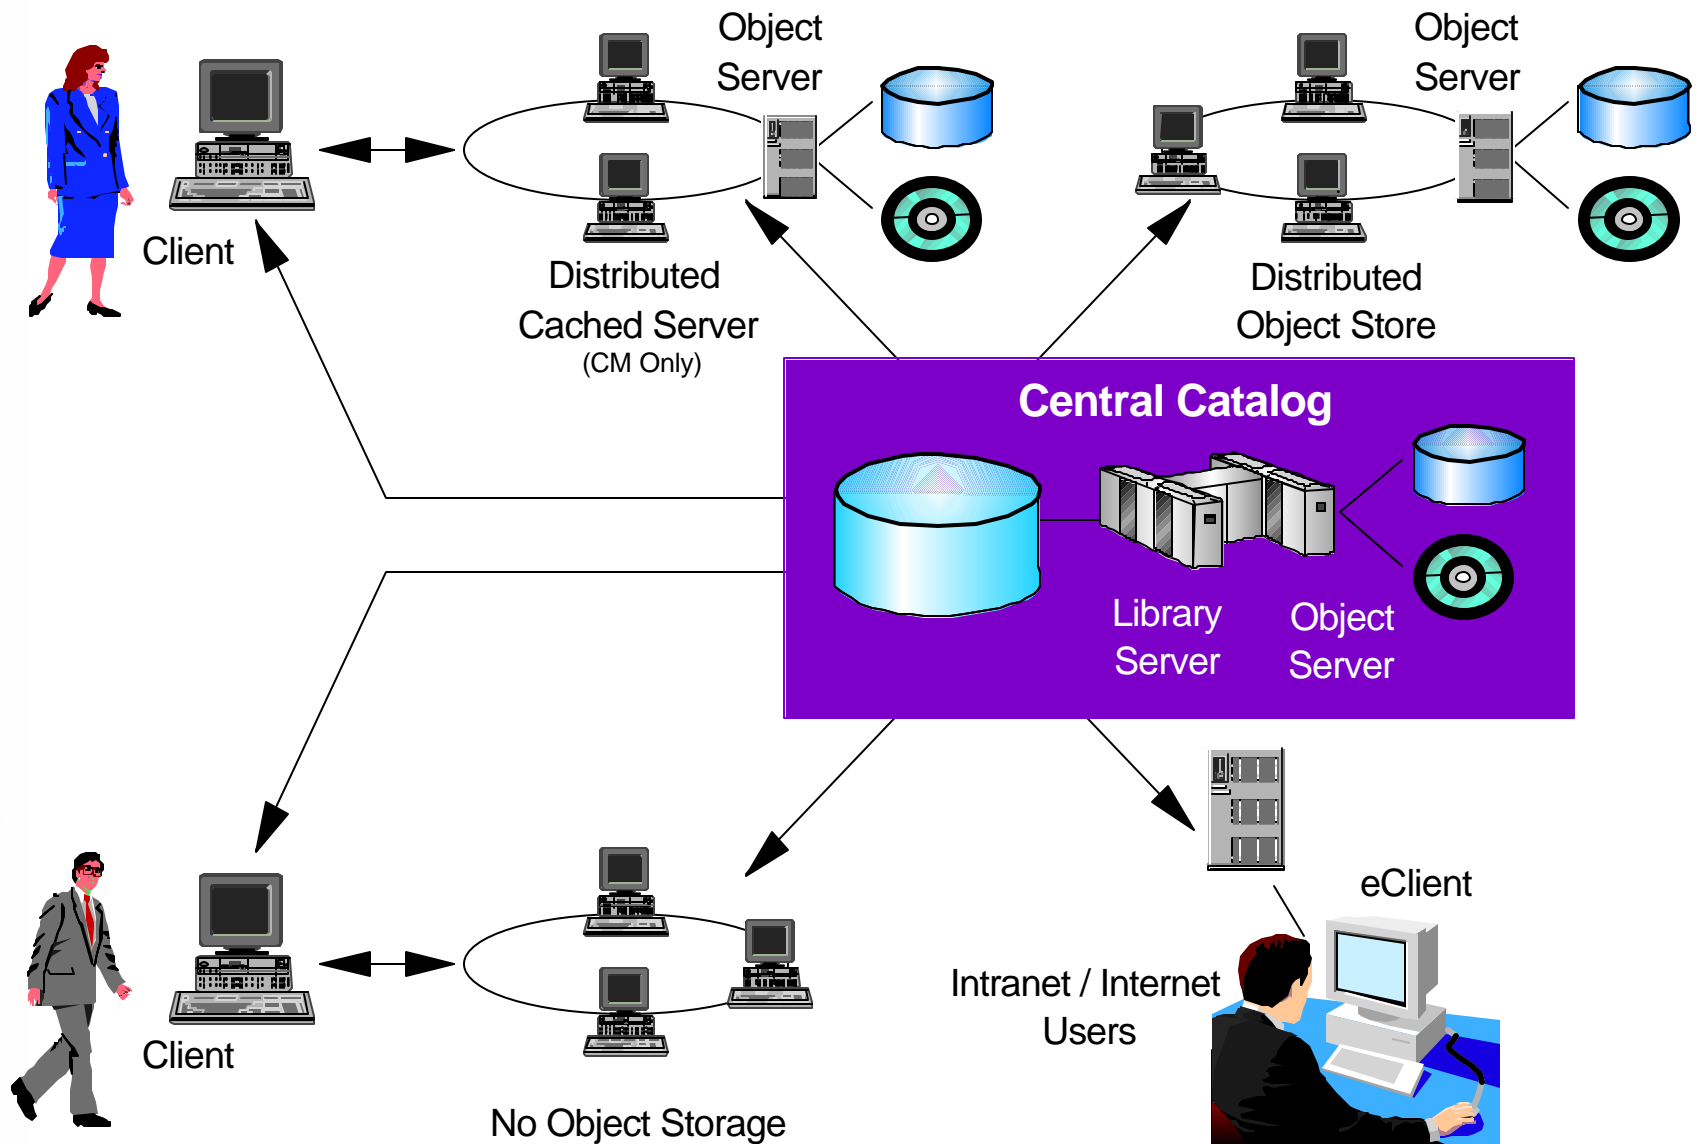 Object
Server
Object
Server
Client
Distributed
Cached Server
(CM Only)
Distributed
Object Store
Central Catalog
Library
Server
Object
Server
eClient
Intranet / Internet
Users
Client
No Object Storage